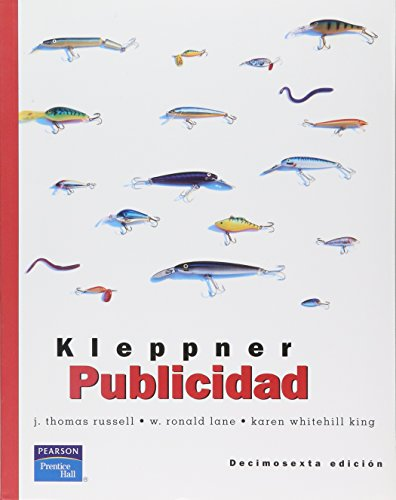 Kleppner
Publicidad
j. thomas russell • w. ronald lane • karen whitehill king
PEARSON
Prentice
Hall
®
Decimosexta edición